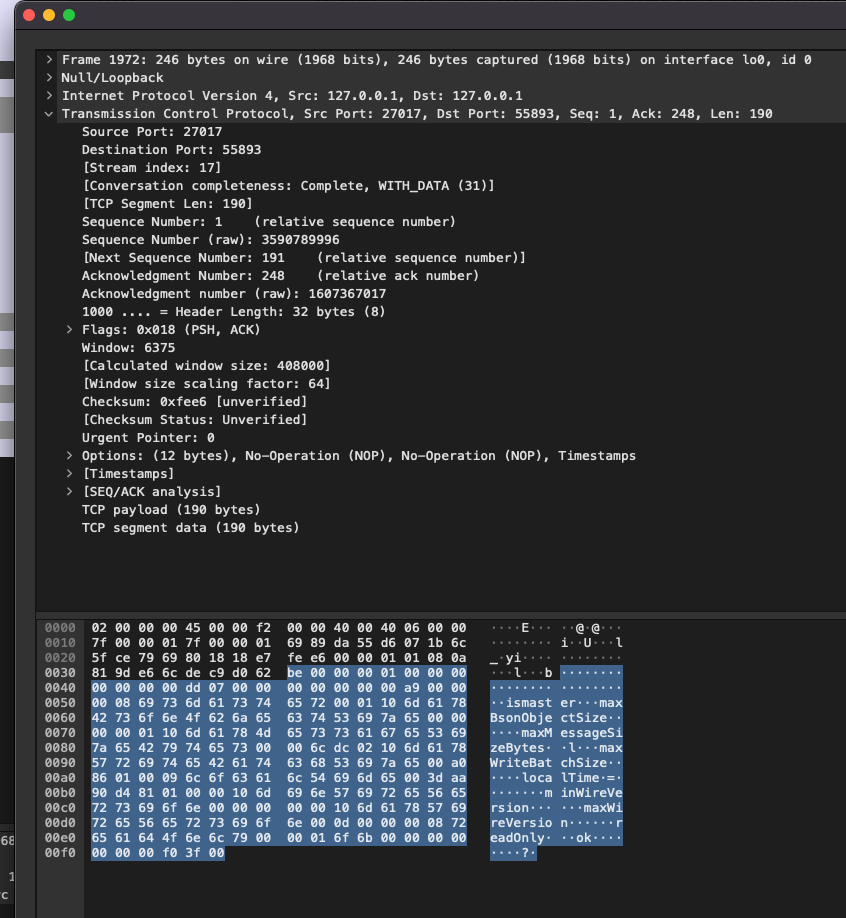 Frame 1972: 246 bytes on wire (1968 bits), 246 bytes captured (1968 bits) on interface lo0, id 0
Null/Loopback
Internet Protocol Version 4, Src: 127.0.0.1, Dst: 127.0.0.1
Transmission Control Protocol, Src Port: 27017, Dst Port: 55893, Seq: 1, Ack: 248, Len: 190
Source Port: 27017
Destination Port: 55893
[Stream index: 17]
[Conversation completeness: Complete, WITH_DATA (31)]
[TCP Segment Len: 190]
Sequence Number: 1    (relative sequence number)
Sequence Number (raw): 3590789996
[Next Sequence Number: 191    (relative sequence number)]
Acknowledgment Number: 248    (relative ack number)
Acknowledgment number (raw): 1607367017
1000 .... = Header Length: 32 bytes (8)
Flags: 0x018 (PSH, ACK)
Window: 6375
[Calculated window size: 408000]
[Window size scaling factor: 64]
Checksum: 0xfee6 [unverified]
[Checksum Status: Unverified]
Urgent Pointer: 0
Options: (12 bytes), No-Operation (NOP), No-Operation (NOP), Timestamps
[Timestamps]
[SEQ/ACK analysis]
TCP payload (190 bytes)
TCP segment data (190 bytes)
0000 02 00 00 00 45 00 00 f2 00 00 40 00 40 06 00 00 ····E··· ··@·@···
0010 7f 00 00 01 7f 00 00 01 69 89 da 55 d6 07 1b 6c ········ i··U···l
0020 5f ce 79 69 80 18 18 e7 fe e6 00 00 01 01 08 0a _·yi···· ········
0030 81 9d e6 6c de c9 d0 62 be 00 00 00 01 00 00 00 ···l···b ········
0040 00 00 00 00 dd 07 00 00 00 00 00 00 00 a9 00 00 ········ ········
0050 00 08 69 73 6d 61 73 74 65 72 00 01 10 6d 61 78 ··ismast er···max
0060 42 73 6f 6e 4f 62 6a 65 63 74 53 69 7a 65 00 00 BsonObje ctSize··
0070 00 00 01 10 6d 61 78 4d 65 73 73 61 67 65 53 69 ····maxM essageSi
0080 7a 65 42 79 74 65 73 00 00 6c dc 02 10 6d 61 78 zeBytes· ·l···max
0090 57 72 69 74 65 42 61 74 63 68 53 69 7a 65 00 a0 WriteBat chSize··
00a0 86 01 00 09 6c 6f 63 61 6c 54 69 6d 65 00 3d aa ····loca lTime·=·
00b0 90 d4 81 01 00 00 10 6d 69 6e 57 69 72 65 56 65 ·······m inWireVe
00c0 72 73 69 6f 6e 00 00 00 00 00 10 6d 61 78 57 69 rsion··· ···maxWi
00d0 72 65 56 65 72 73 69 6f 6e 00 0d 00 00 00 08 72 reVersio n······r
00e0 65 61 64 4f 6e 6c 79 00 00 01 6f 6b 00 00 00 00 eadOnly· ··ok····
00f0 00 00 00 f0 3f 00 ····?·